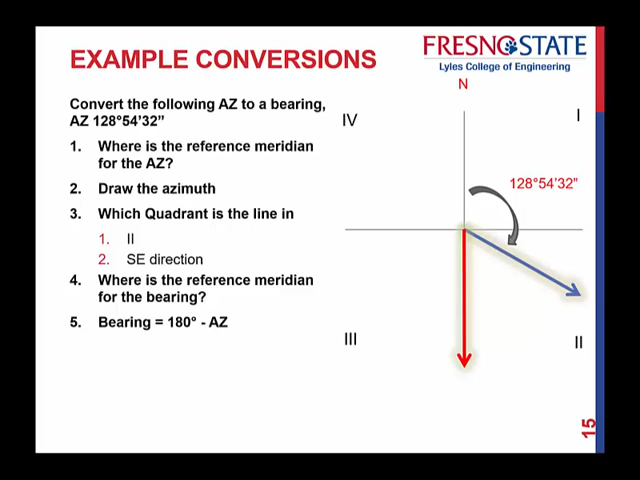 EXAMPLE CONVERSIONS
FRESNO STATE
Lyles College of Engineering
Convert the following AZ to a bearing,
AZ 128°54'32”
1. Where is the reference meridian
for the AZ?
2. Draw the azimuth
3. Which Quadrant is the line in
1. II
2. SE direction
4. Where is the reference meridian
for the bearing?
5. Bearing = 180° - AZ
N
IV
I
128°54'32”
III
II
15